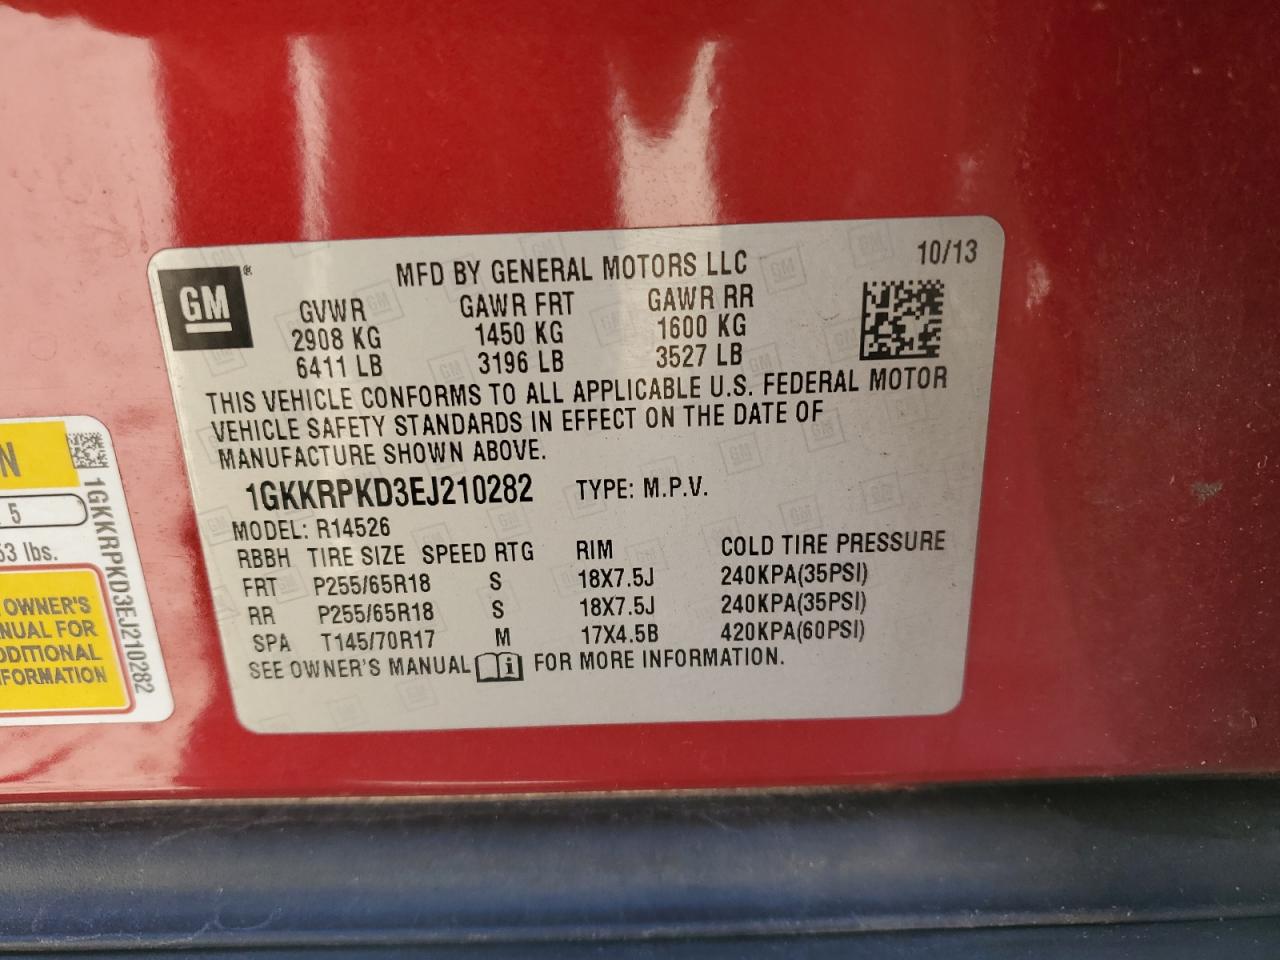 GM®
MFD BY GENERAL MOTORS LLC
10/13
GVWR GAWR FRT GAWR RR
2908 KG 1450 KG 1600 KG
6411 LB 3196 LB 3527 LB
THIS VEHICLE CONFORMS TO ALL APPLICABLE U.S. FEDERAL MOTOR
VEHICLE SAFETY STANDARDS IN EFFECT ON THE DATE OF
MANUFACTURE SHOWN ABOVE.
1GKKRPKD3EJ210282 TYPE: M.P.V.
MODEL: R14526
RBBH TIRE SIZE SPEED RTG RIM COLD TIRE PRESSURE
FRT P255/65R18 S 18X7.5J 240KPA(35PSI)
RR P255/65R18 S 18X7.5J 240KPA(35PSI)
SPA T145/70R17 M 17X4.5B 420KPA(60PSI)
SEE OWNER'S MANUAL FOR MORE INFORMATION.
N
5
53 lbs.
OWNER'S
NUAL FOR
DDITIONAL
FORMATION
1GKKRPKD3EJ210282